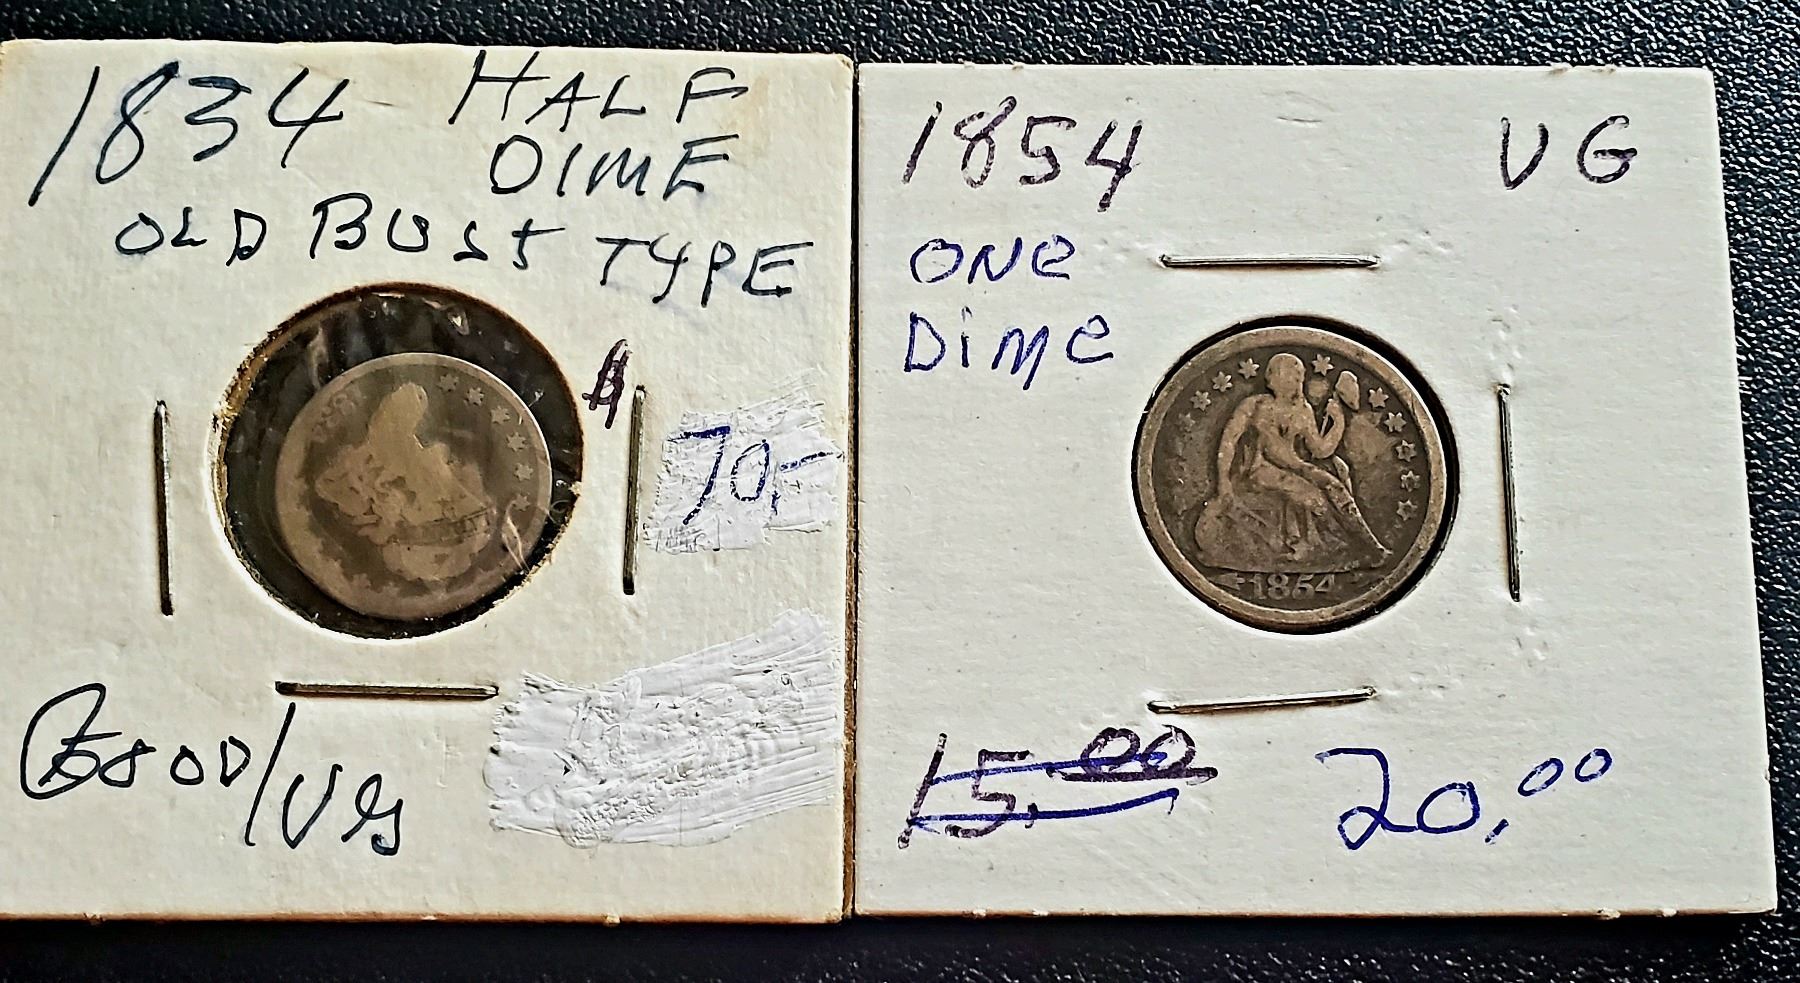 1834 HALF
DIME
OLD BUST TYPE
$
70,-
GOOD/VG
1854 VG
ONe
Dime
1854
15.00 20.00